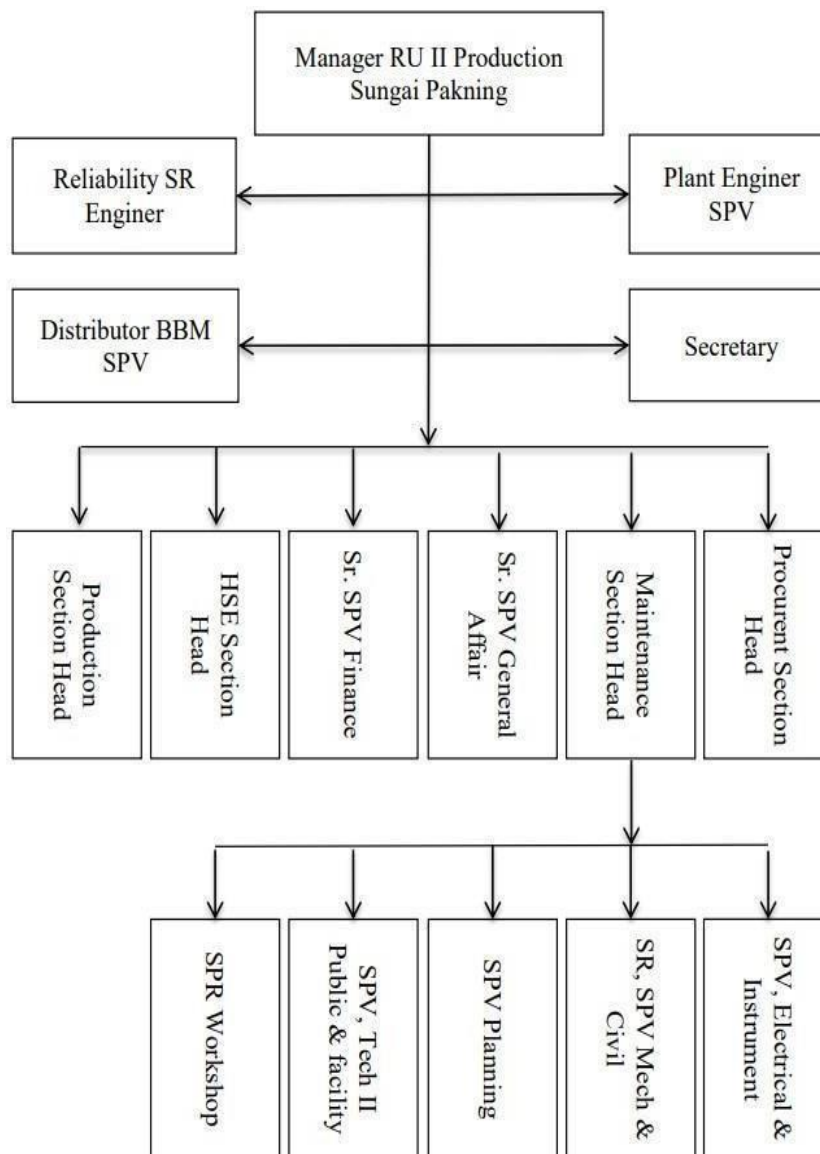 Manager RU II Production
Sungai Pakning
Reliability SR
Enginer
Plant Enginer
SPV
Distributor BBM
SPV
Secretary
Production
Section Head
HSE Section
Head
Sr. SPV Finance
Sr. SPV General
Affair
Maintenance
Section Head
Procurent Section
Head
SPR Workshop
SPV, Tech II
Public & facility
SPV Planning
SR, SPV Mech &
Civil
SPV, Electrical &
Instrument